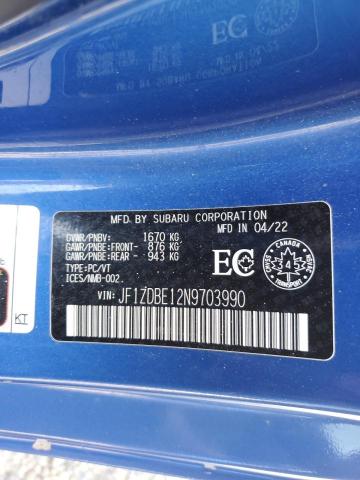 MFD. BY SUBARU CORPORATION
GVWR/PNBV: 1670 KG
MFD IN 04/22
GAWR/PNBE:FRONT- 876 KG
GAWR/PNBE:REAR - 943 KG
TYPE:PC/VT
ICES/NMB-002.
EC
CANADA
TRANSPORT
VIN: JF1ZDBE12N9703990
KT